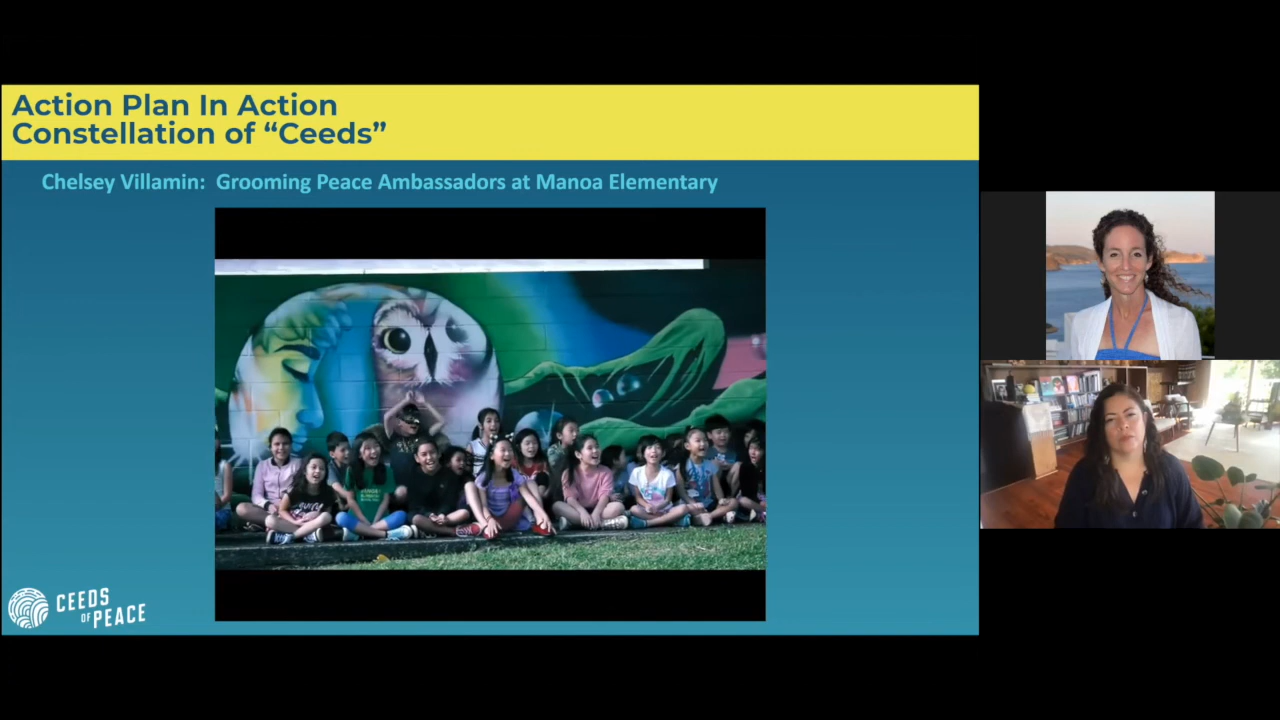 Action Plan In Action
Constellation of “Ceeds”
Chelsey Villamin: Grooming Peace Ambassadors at Manoa Elementary
CEEDS
OF PEACE